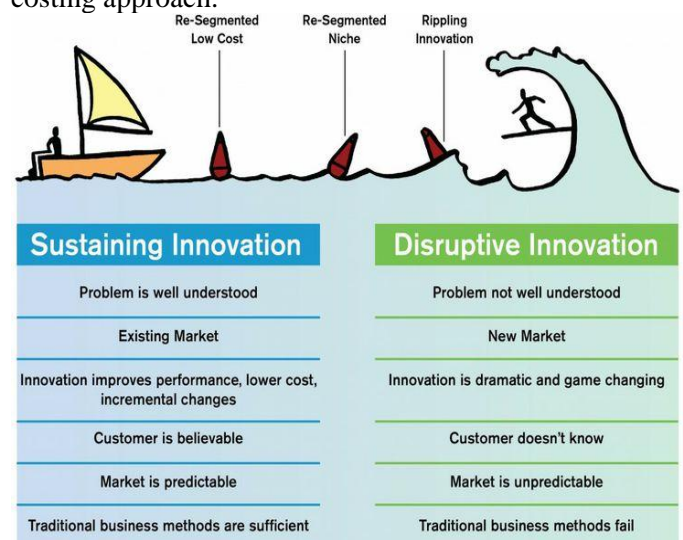 costing approach.
Re-Segmented
Low Cost
Re-Segmented
Niche
Rippling
Innovation
Sustaining Innovation
Problem is well understood
Existing Market
Innovation improves performance, lower cost,
incremental changes
Customer is believable
Market is predictable
Traditional business methods are sufficient
Disruptive Innovation
Problem not well understood
New Market
Innovation is dramatic and game changing
Customer doesn't know
Market is unpredictable
Traditional business methods fail